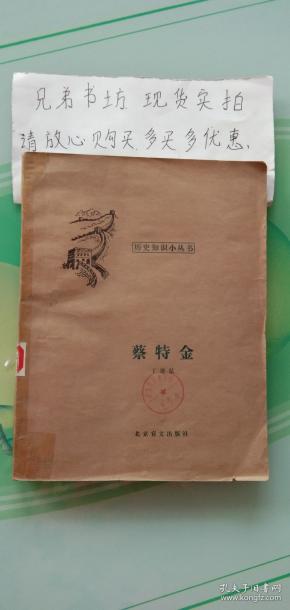 兄弟书坊 现货实拍
请放心购买,多买,多优惠.
历史知识小丛书
蔡特金
北京盲文出版社
孔夫子旧书网
www.kongfz.com